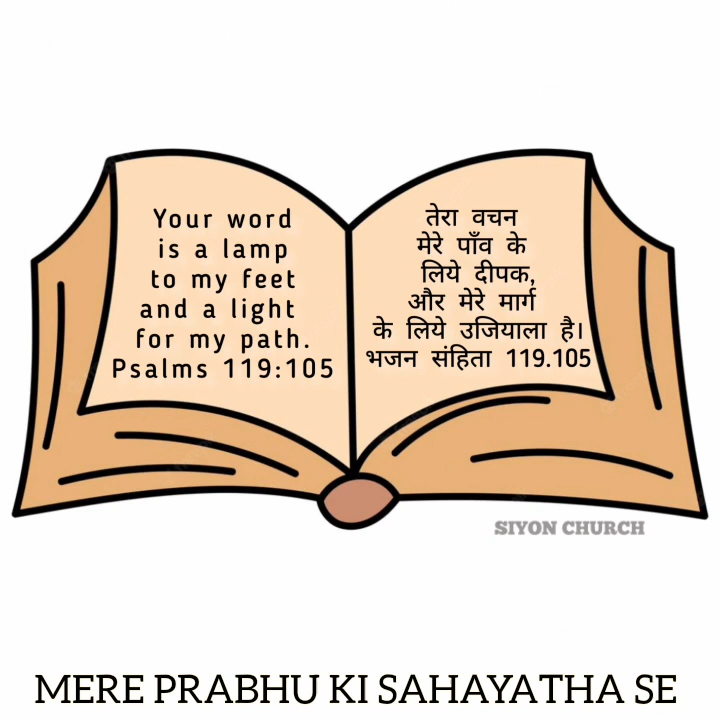 Your word
is a lamp
to my feet
and a light
for my path.
Psalms 119:105
तेरा वचन
मेरे पाँव के
लिये दीपक,
और मेरे मार्ग
के लिये उजियाला है।
भजन संहिता 119.105
SIYON CHURCH
MERE PRABHU KI SAHAYATHA SE